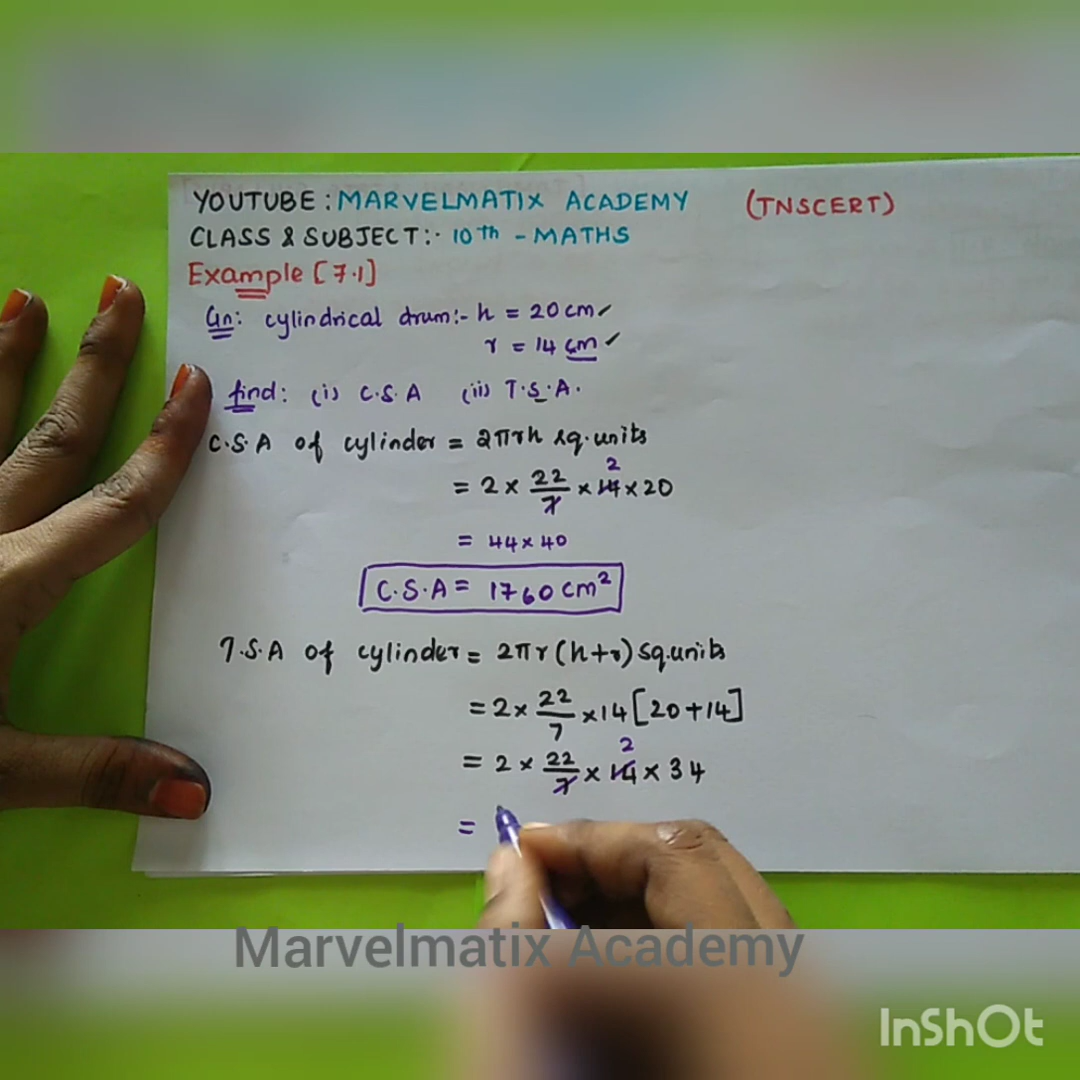 YOUTUBE : MARVELMATIX ACADEMY (TNSCERT)
CLASS & SUBJECT:- 10th - MATHS
Example [7.1]
Gn: cylindrical drum:- h = 20 cm ✓
r = 14 cm ✓
find: (i) C.S.A (ii) T.S.A.
C.S.A of cylinder = 2πrh sq.units
2
= 2 × 22/7 × 14 × 20
= 44 × 40
C.S.A = 1760 cm²
T.S.A of cylinder = 2πr (h+r) sq.units
= 2 × 22/7 × 14 [20 + 14]
2
= 2 × 22/7 × 14 × 34
=
Marvelmatix Academy
InShOt